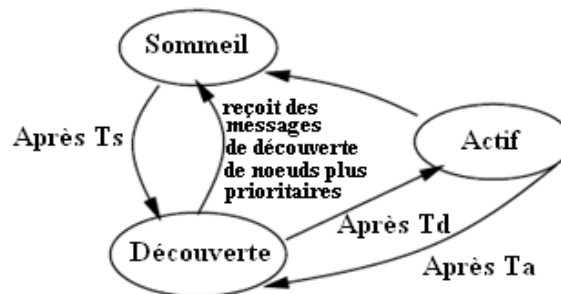 Sommeil
reçoit des
messages
de découverte
de noeuds plus
prioritaires
Après Ts
Actif
Découverte
Après Td
Après Ta